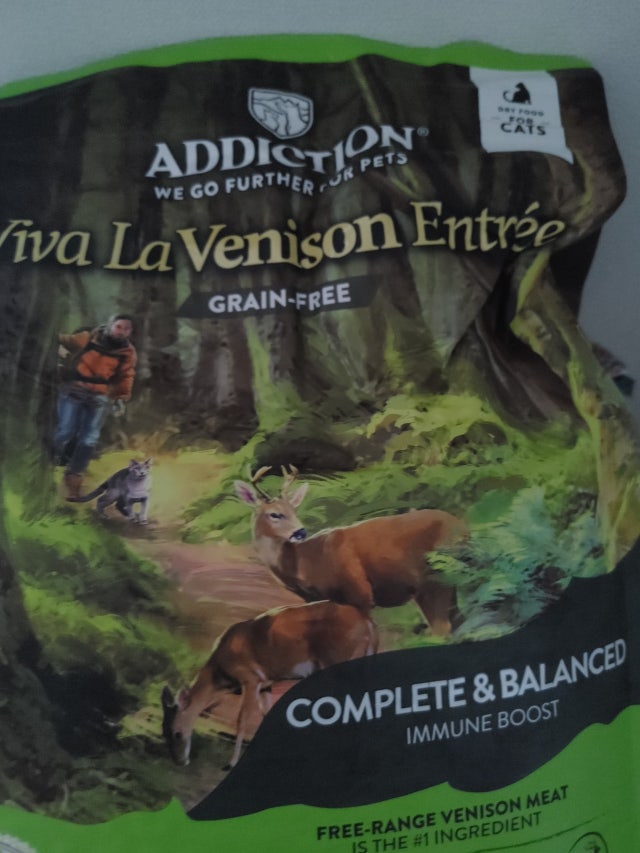 DRY FOOD
FOR
CATS
ADDICTION®
WE GO FURTHER FOR PETS
Viva La Venison Entrée
GRAIN-FREE
COMPLETE & BALANCED
IMMUNE BOOST
FREE-RANGE VENISON MEAT
IS THE #1 INGREDIENT